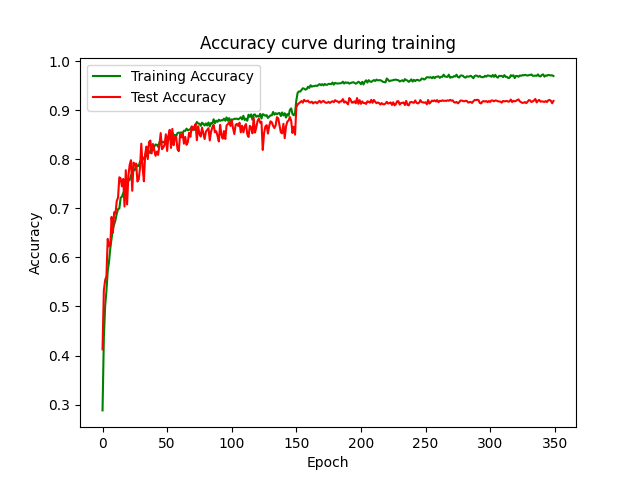 Accuracy curve during training
Training Accuracy
Test Accuracy
1.0
0.9
0.8
0.7
0.6
0.5
0.4
0.3
Accuracy
0 50 100 150 200 250 300 350
Epoch